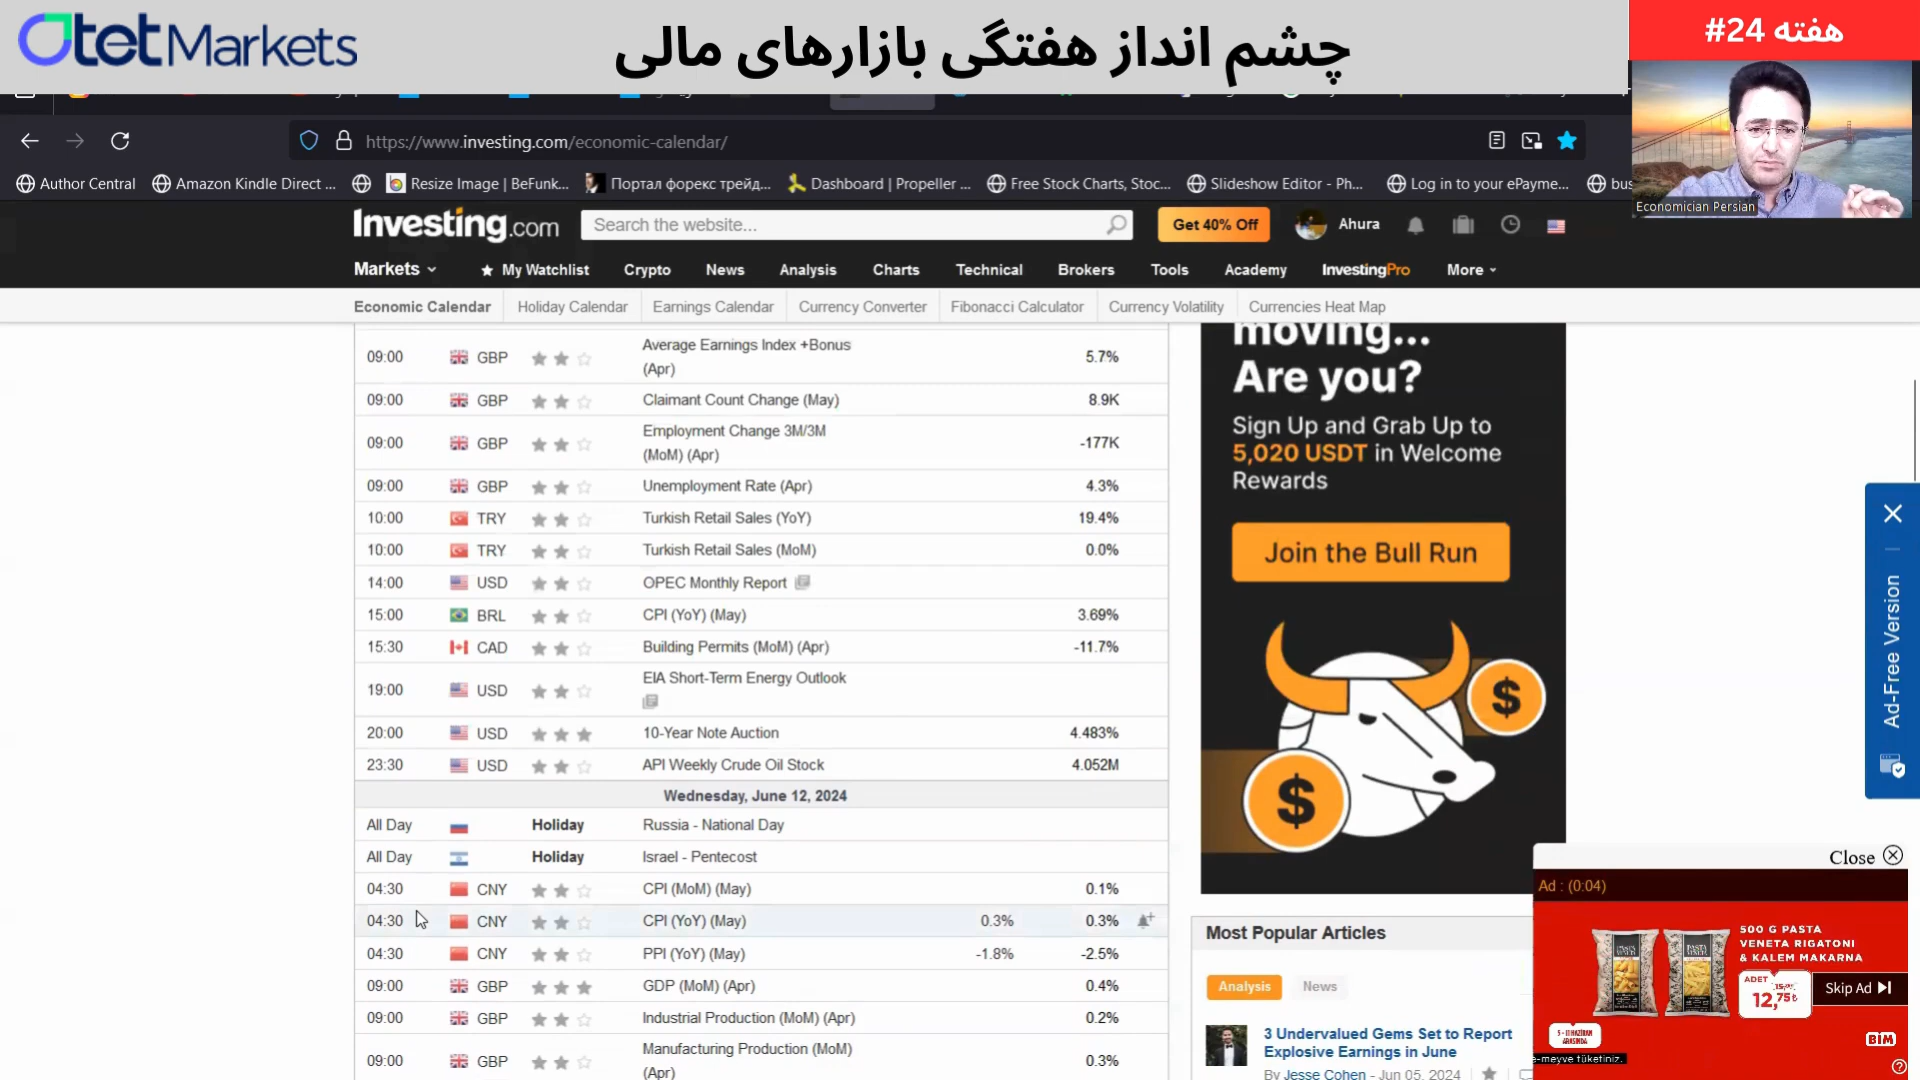 OtetMarkets
چشم انداز هفتگی بازارهای مالی
هفته 24#
https://www.investing.com/economic-calendar/
Author Central
Amazon Kindle Direct ...
Resize Image | BeFunk...
Портал форекс трейд...
Dashboard | Propeller ...
Free Stock Charts, Stoc...
Slideshow Editor - Ph...
Log in to your ePayme...
bus
Economician Persian
Investing.com
Search the website...
Get 40% Off
Ahura
Markets
My Watchlist
Crypto
News
Analysis
Charts
Technical
Brokers
Tools
Academy
InvestingPro
More
Economic Calendar
Holiday Calendar
Earnings Calendar
Currency Converter
Fibonacci Calculator
Currency Volatility
Currencies Heat Map
09:00 GBP Average Earnings Index +Bonus (Apr) 5.7%
09:00 GBP Claimant Count Change (May) 8.9K
09:00 GBP Employment Change 3M/3M (MoM) (Apr) -177K
09:00 GBP Unemployment Rate (Apr) 4.3%
10:00 TRY Turkish Retail Sales (YoY) 19.4%
10:00 TRY Turkish Retail Sales (MoM) 0.0%
14:00 USD OPEC Monthly Report
15:00 BRL CPI (YoY) (May) 3.69%
15:30 CAD Building Permits (MoM) (Apr) -11.7%
19:00 USD EIA Short-Term Energy Outlook
20:00 USD 10-Year Note Auction 4.483%
23:30 USD API Weekly Crude Oil Stock 4.052M
Wednesday, June 12, 2024
All Day Holiday Russia - National Day
All Day Holiday Israel - Pentecost
04:30 CNY CPI (MoM) (May) 0.1%
04:30 CNY CPI (YoY) (May) 0.3% 0.3%
04:30 CNY PPI (YoY) (May) -1.8% -2.5%
09:00 GBP GDP (MoM) (Apr) 0.4%
09:00 GBP Industrial Production (MoM) (Apr) 0.2%
09:00 GBP Manufacturing Production (MoM) (Apr) 0.3%
moving...
Are you?
Sign Up and Grab Up to
5,020 USDT in Welcome
Rewards
Join the Bull Run
Ad-Free Version
Most Popular Articles
Analysis
News
3 Undervalued Gems Set to Report
Explosive Earnings in June
By Jesse Cohen - Jun 05, 2024
Close
Ad : (0:04)
500 G PASTA
VENETA RIGATONI
& KALEM MAKARNA
ADET
12,75₺
Skip Ad
e-meyve tüketiniz.
BIM